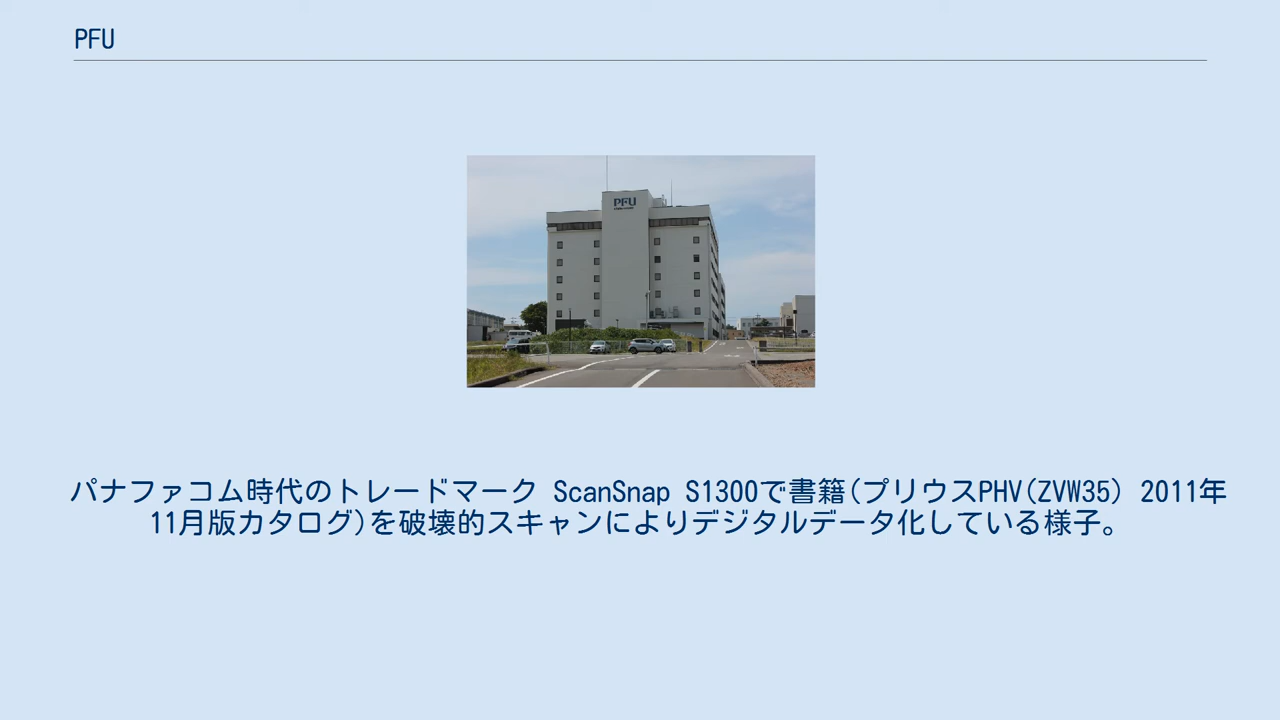 PFU
PFU
パナファコム時代のトレードマーク ScanSnap S1300で書籍(プリウスPHV(ZVW35) 2011年
11月版カタログ)を破壊的スキャンによりデジタルデータ化している様子。